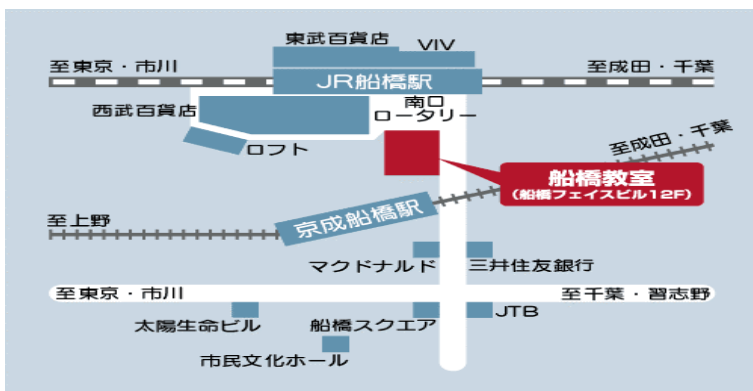 東武百貨店
VIV
至東京・市川
JR船橋駅
至成田・千葉
西武百貨店
南口
ロータリー
ロフト
至成田・千葉
船橋教室
(船橋フェイスビル12F)
京成船橋駅
至上野
マクドナルド
三井住友銀行
至東京・市川
至千葉・習志野
太陽生命ビル
船橋スクエア
JTB
市民文化ホール